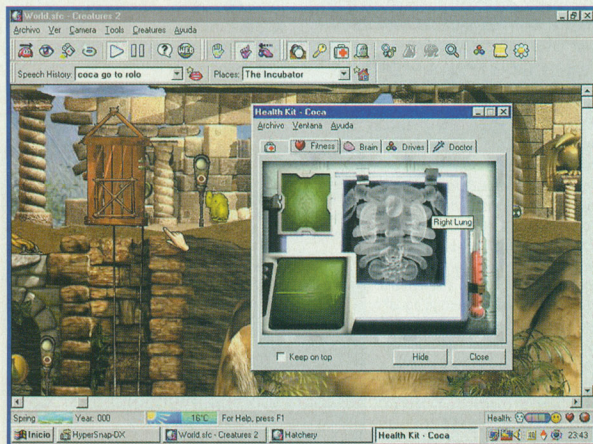 World.sfc - Creatures 2
Archivo Ver Camera Tools Creatures Ayuda
WEB
Speech History: coca go to rolo Places: The Incubator
Health Kit - Coca
Archivo Ventana Ayuda
Fitness Brain Drives Doctor
Right Lung
Keep on top Hide Close
Spring Year: 000 16°C For Help, press F1 Health:
Inicio HyperSnap-DX World.sfc - Creatures 2 Hatchery Health Kit - Coca 23:43